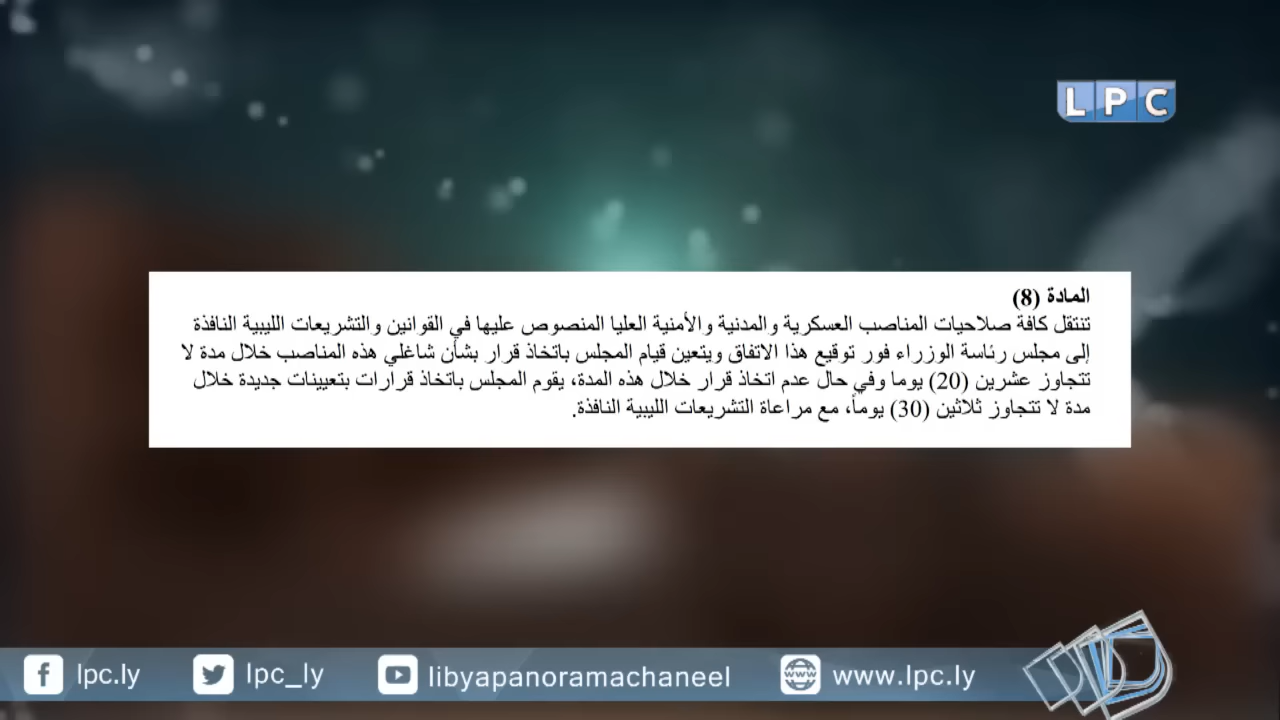 LPC
المادة (8)
تنتقل كافة صلاحيات المناصب العسكرية والمدنية والأمنية العليا المنصوص عليها في القوانين والتشريعات الليبية النافذة
إلى مجلس رئاسة الوزراء فور توقيع هذا الاتفاق ويتعين قيام المجلس باتخاذ قرار بشأن شاغلي هذه المناصب خلال مدة لا
تتجاوز عشرين (20) يوما وفي حال عدم اتخاذ قرار خلال هذه المدة، يقوم المجلس باتخاذ قرارات بتعيينات جديدة خلال
مدة لا تتجاوز ثلاثين (30) يوماً، مع مراعاة التشريعات الليبية النافذة.
lpc.ly lpc_ly libyapanoramachaneel www.lpc.ly